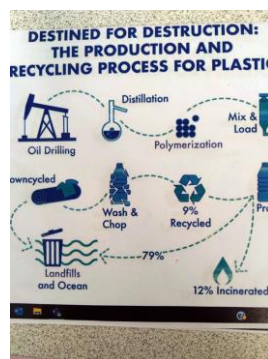 DESTINED FOR DESTRUCTION:
THE PRODUCTION AND
RECYCLING PROCESS FOR PLASTI
Distillation
Mix &
Load
Oil Drilling
Polymerization
owncycled
Wash &
Chop
9%
Recycled
Pr
79%
Landfills
and Ocean
12% Incinerated